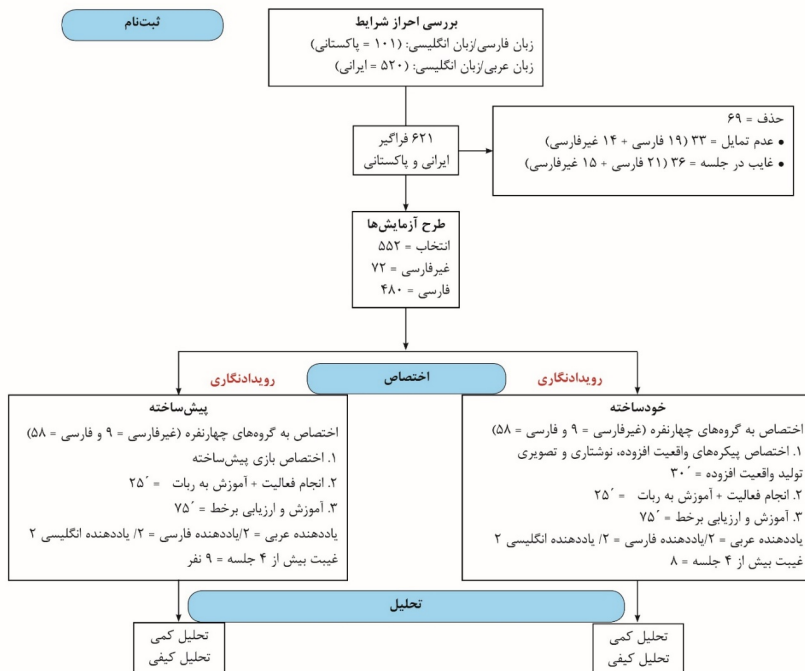 ثبت‌نام
بررسی احراز شرایط
زبان فارسی/زبان انگلیسی: (۱۰۱ = پاکستانی)
زبان عربی/زبان انگلیسی: (۵۲۰ = ایرانی)
۶۲۱ فراگیر
ایرانی و پاکستانی
حذف = ۶۹
• عدم تمایل = ۳۳ (۱۹ فارسی + ۱۴ غیرفارسی)
• غایب در جلسه = ۳۶ (۲۱ فارسی + ۱۵ غیرفارسی)
طرح آزمایش‌ها
انتخاب = ۵۵۲
غیرفارسی = ۷۲
فارسی = ۴۸۰
رویدادنگاری
اختصاص
رویدادنگاری
خودساخته
اختصاص به گروه‌های چهارنفره (غیرفارسی = ۹ و فارسی = ۵۸)
۱. اختصاص پیکره‌های واقعیت افزوده، نوشتاری و تصویری
تولید واقعیت افزوده = ۳۰´
۲. انجام فعالیت + آموزش به ربات = ۲۵´
۳. آموزش و ارزیابی برخط = ۷۵´
یاددهنده عربی = ۲/یاددهنده فارسی = ۲/ یاددهنده انگلیسی ۲
غیبت بیش از ۴ جلسه = ۸
پیش‌ساخته
اختصاص به گروه‌های چهارنفره (غیرفارسی = ۹ و فارسی = ۵۸)
۱. اختصاص بازی پیش‌ساخته
۲. انجام فعالیت + آموزش به ربات = ۲۵´
۳. آموزش و ارزیابی برخط = ۷۵´
یاددهنده عربی = ۲/یاددهنده فارسی = ۲/ یاددهنده انگلیسی ۲
غیبت بیش از ۴ جلسه = ۹ نفر
تحلیل
تحلیل کمی
تحلیل کیفی
تحلیل کمی
تحلیل کیفی